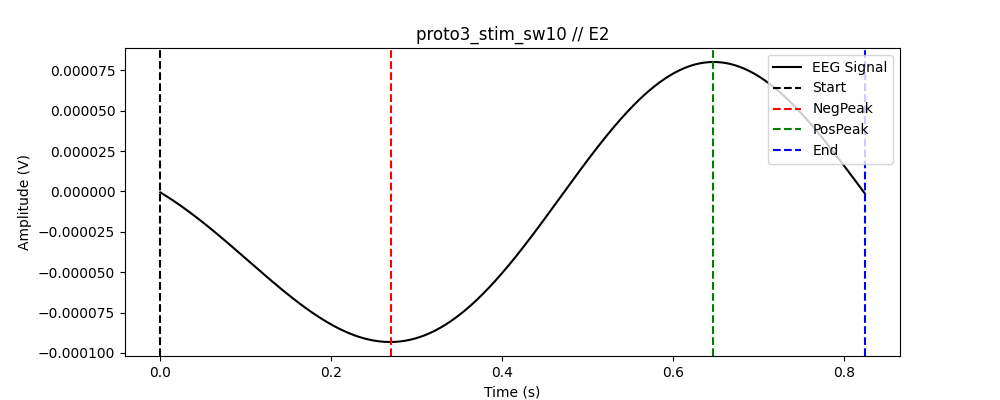 proto3_stim_sw10 // E2
EEG Signal
Start
NegPeak
PosPeak
End
Amplitude (V)
0.000075
0.000050
0.000025
0.000000
−0.000025
−0.000050
−0.000075
−0.000100
0.0 0.2 0.4 0.6 0.8
Time (s)